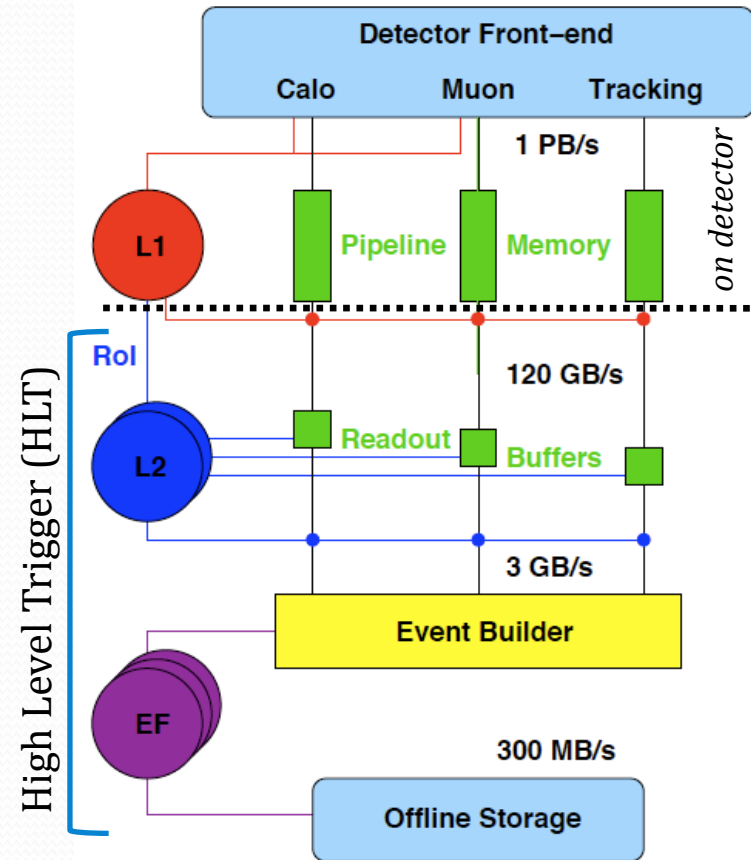 Detector Front–end
Calo Muon Tracking
1 PB/s
on detector
L1
Pipeline Memory
RoI
120 GB/s
High Level Trigger (HLT)
L2
Readout Buffers
3 GB/s
Event Builder
EF
300 MB/s
Offline Storage